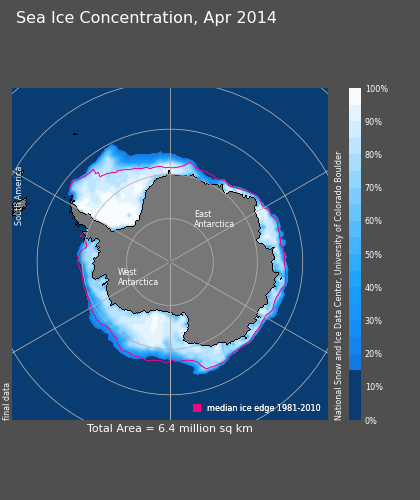 Sea Ice Concentration, Apr 2014
South America
East
Antarctica
West
Antarctica
final data
median ice edge 1981-2010
Total Area = 6.4 million sq km
National Snow and Ice Data Center, University of Colorado Boulder
100%
90%
80%
70%
60%
50%
40%
30%
20%
10%
0%